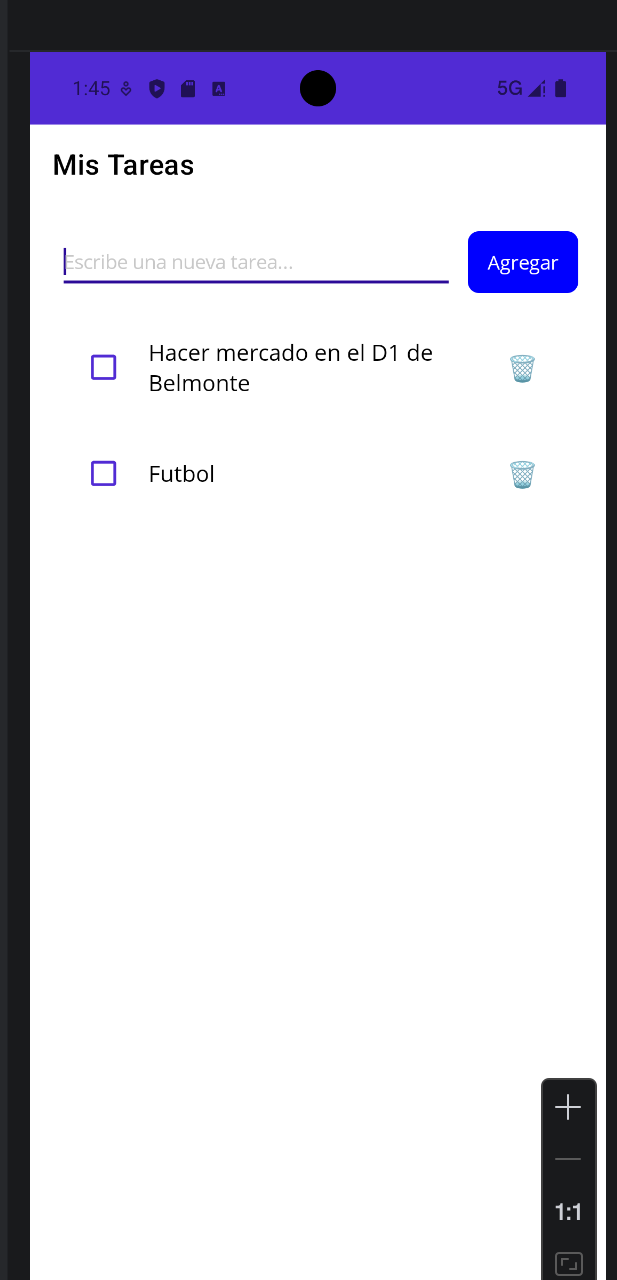 1:45
5G
Mis Tareas
Escribe una nueva tarea...
Agregar
Hacer mercado en el D1 de
Belmonte
Futbol
1:1